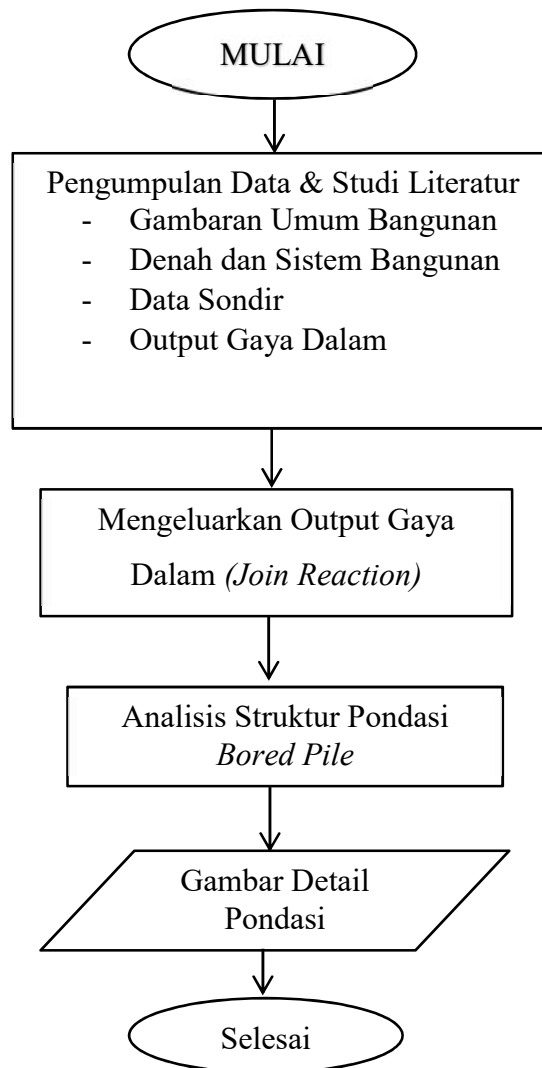 MULAI
Pengumpulan Data & Studi Literatur
- Gambaran Umum Bangunan
- Denah dan Sistem Bangunan
- Data Sondir
- Output Gaya Dalam
Mengeluarkan Output Gaya
Dalam (Join Reaction)
Analisis Struktur Pondasi
Bored Pile
Gambar Detail
Pondasi
Selesai